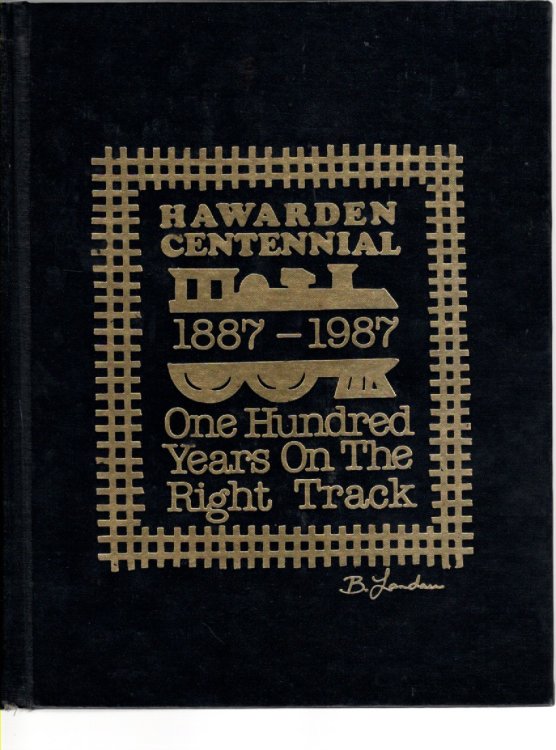 HAWARDEN
CENTENNIAL
1887 – 1987
One Hundred
Years On The
Right Track
B. Landau